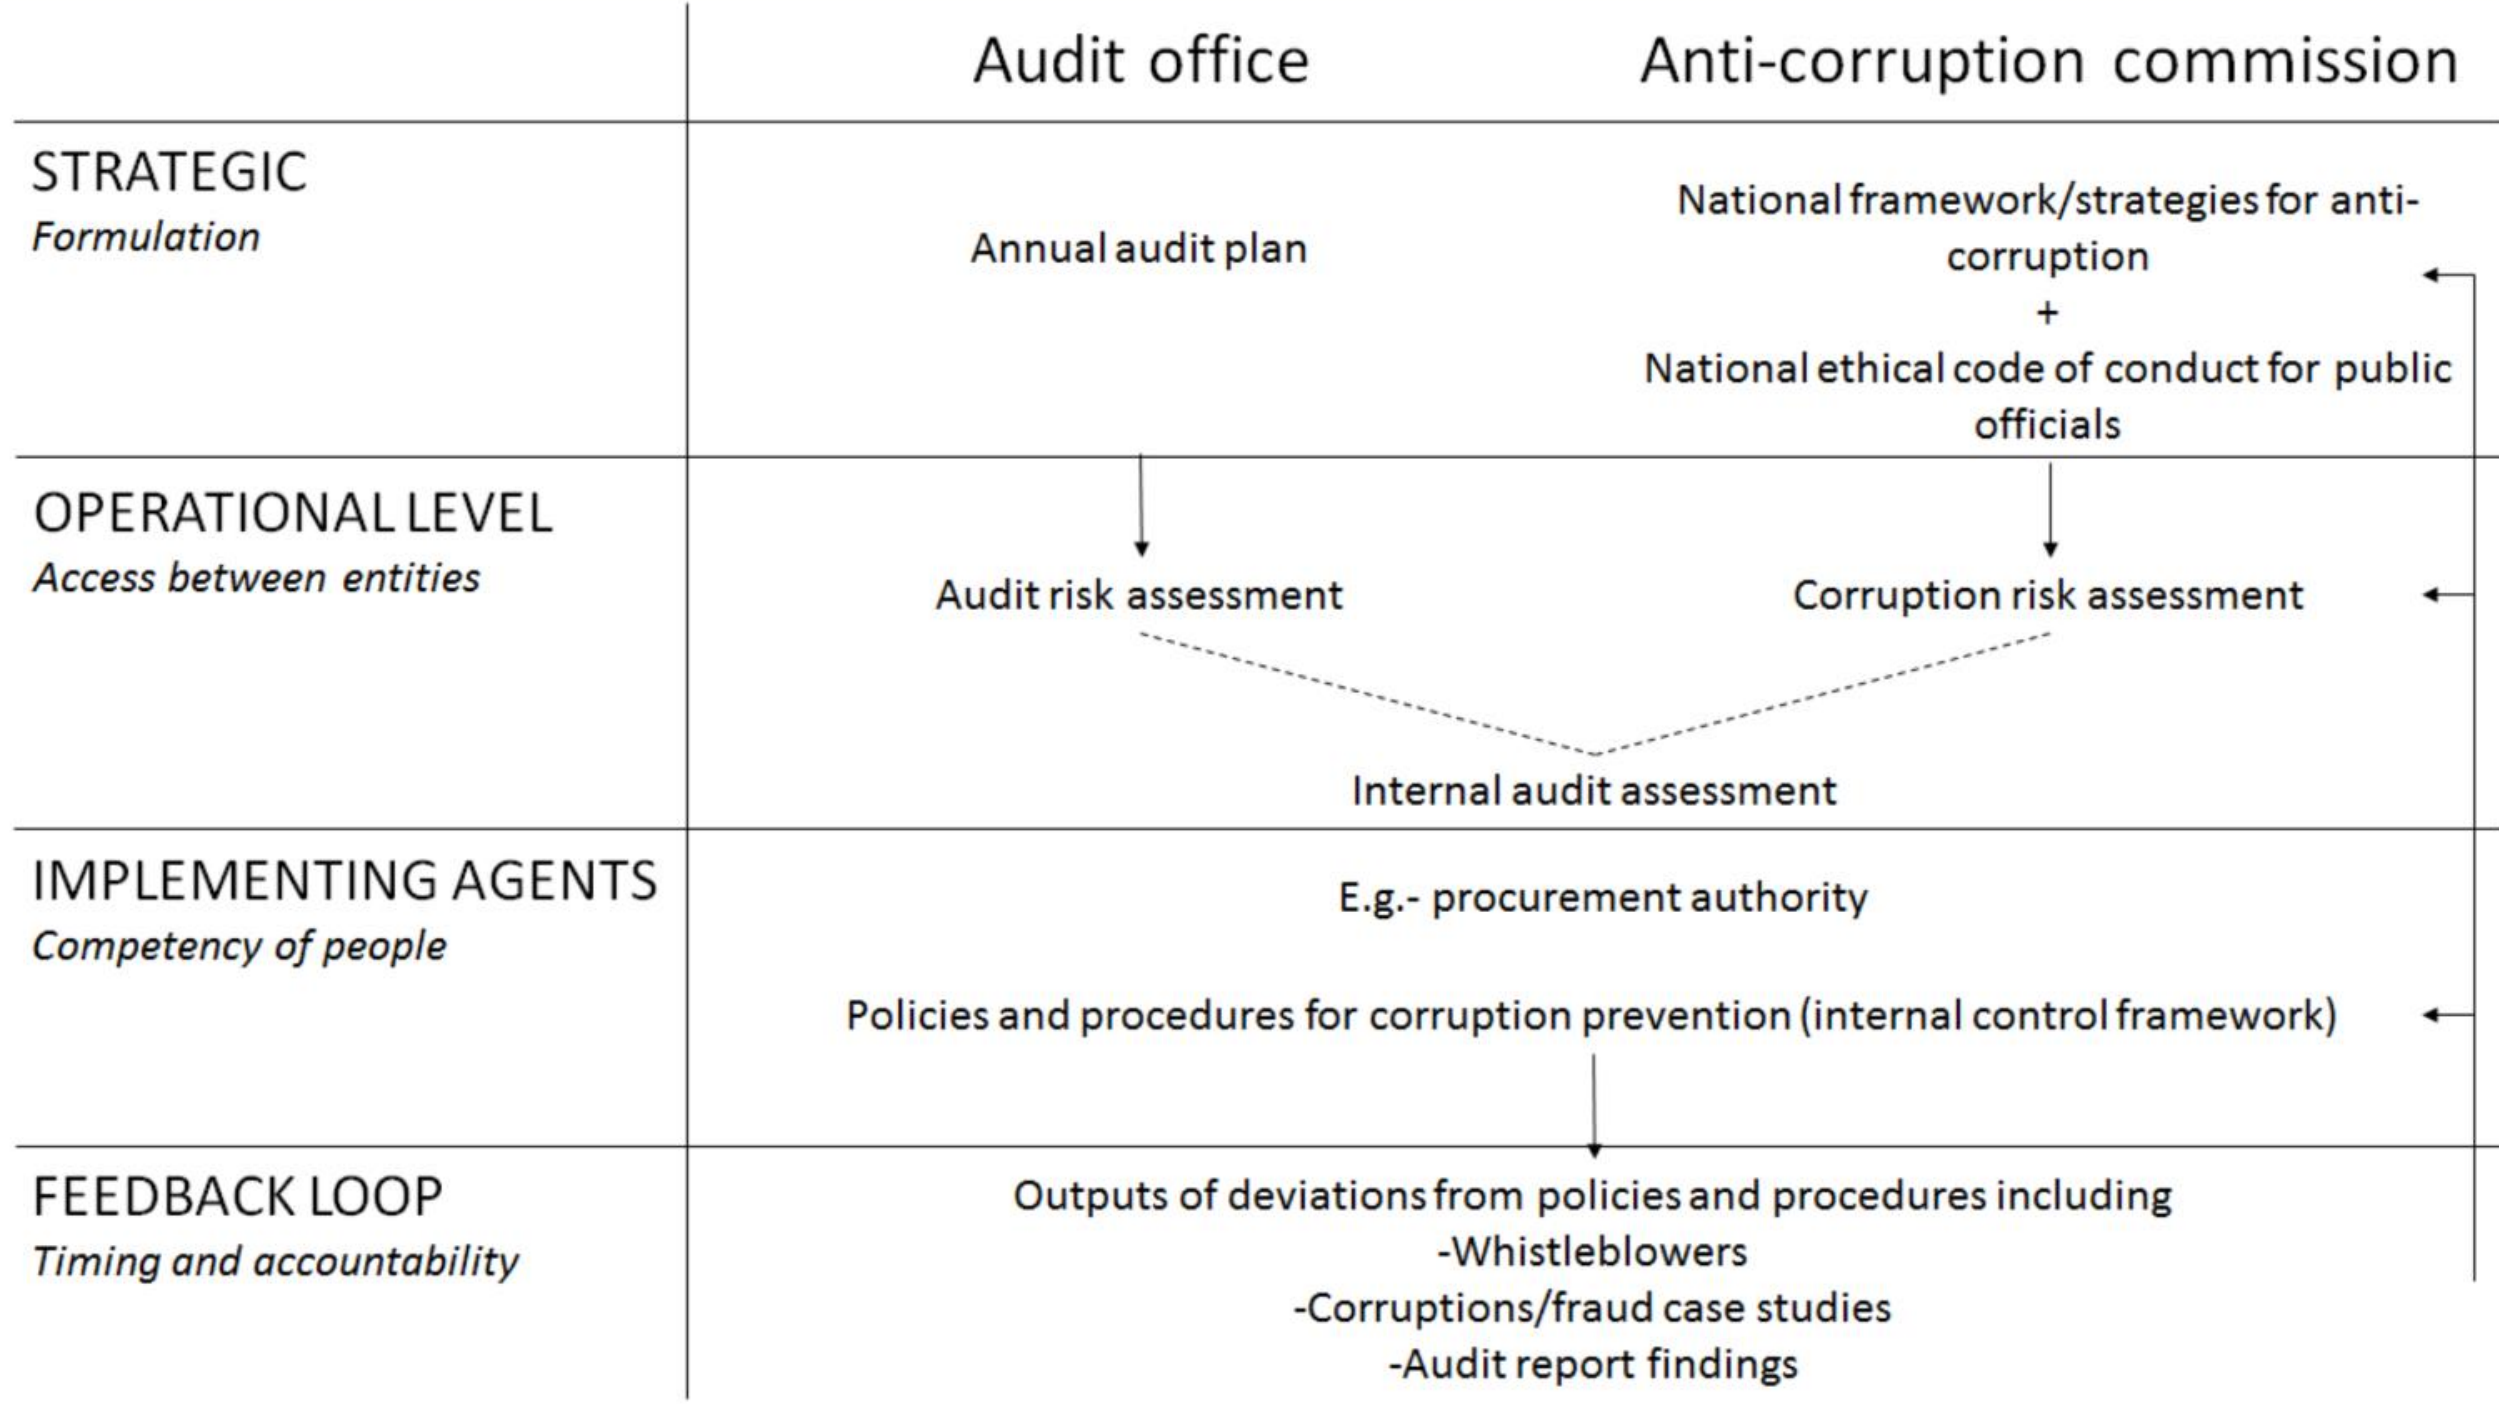 Audit office
Anti-corruption commission
STRATEGIC
Formulation
Annual audit plan
National framework/strategies for anti-
corruption
+
National ethical code of conduct for public
officials
OPERATIONAL LEVEL
Access between entities
Audit risk assessment
Corruption risk assessment
Internal audit assessment
IMPLEMENTING AGENTS
Competency of people
E.g.- procurement authority
Policies and procedures for corruption prevention (internal control framework)
FEEDBACK LOOP
Timing and accountability
Outputs of deviations from policies and procedures including
-Whistleblowers
-Corruptions/fraud case studies
-Audit report findings